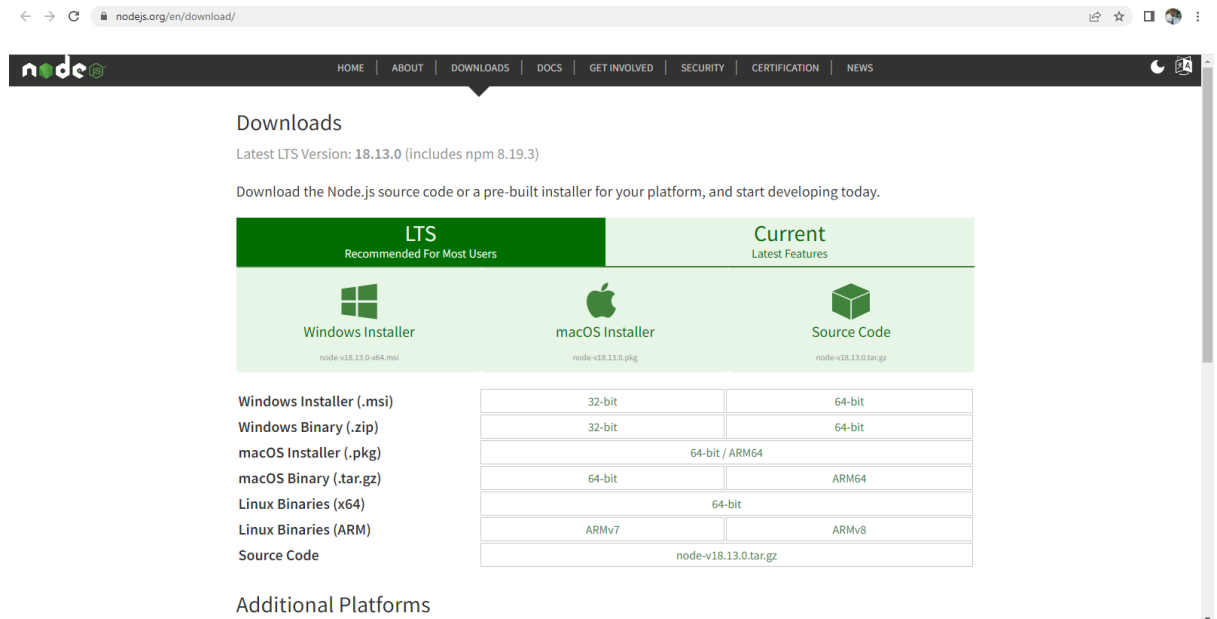 nodejs.org/en/download/
node JS
HOME | ABOUT | DOWNLOADS | DOCS | GET INVOLVED | SECURITY | CERTIFICATION | NEWS
Downloads
Latest LTS Version: 18.13.0 (includes npm 8.19.3)
Download the Node.js source code or a pre-built installer for your platform, and start developing today.
LTS Current
Recommended For Most Users Latest Features
Windows Installer macOS Installer Source Code
node-v18.13.0-x64.msi node-v18.13.0.pkg node-v18.13.0.tar.gz
Windows Installer (.msi) 32-bit 64-bit
Windows Binary (.zip) 32-bit 64-bit
macOS Installer (.pkg) 64-bit / ARM64
macOS Binary (.tar.gz) 64-bit ARM64
Linux Binaries (x64) 64-bit
Linux Binaries (ARM) ARMv7 ARMv8
Source Code node-v18.13.0.tar.gz
Additional Platforms